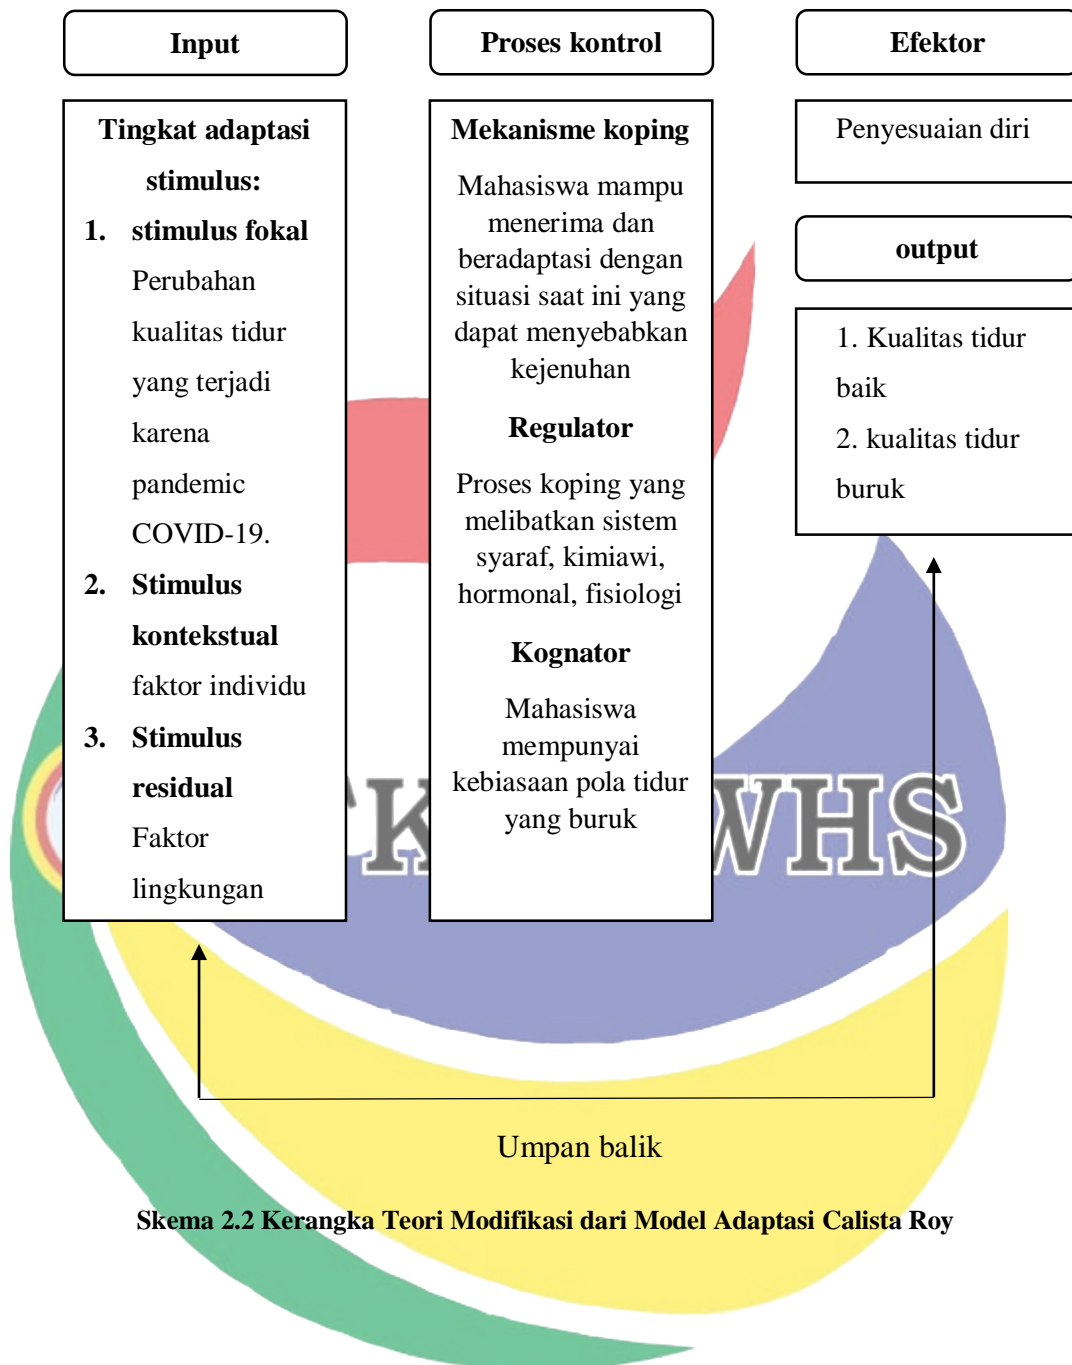 Input
Tingkat adaptasi
stimulus:
1. stimulus fokal
Perubahan
kualitas tidur
yang terjadi
karena
pandemic
COVID-19.
2. Stimulus
kontekstual
faktor individu
3. Stimulus
residual
Faktor
lingkungan
Proses kontrol
Mekanisme koping
Mahasiswa mampu
menerima dan
beradaptasi dengan
situasi saat ini yang
dapat menyebabkan
kejenuhan
Regulator
Proses koping yang
melibatkan sistem
syaraf, kimiawi,
hormonal, fisiologi
Kognator
Mahasiswa
mempunyai
kebiasaan pola tidur
yang buruk
Efektor
Penyesuaian diri
output
1. Kualitas tidur
baik
2. kualitas tidur
buruk
WHS
Umpan balik
Skema 2.2 Kerangka Teori Modifikasi dari Model Adaptasi Calista Roy